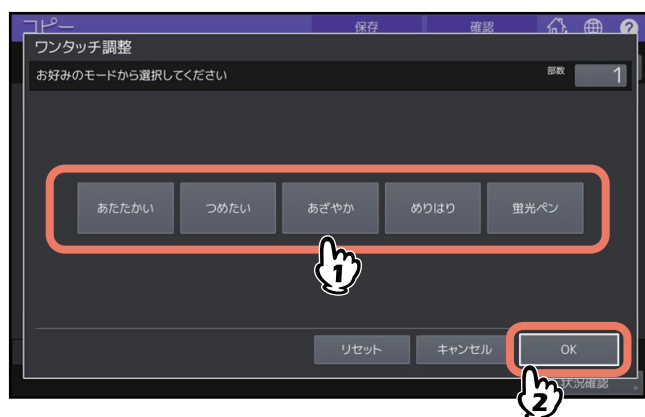 コピー 保存 確認 ?
ワンタッチ調整
お好みのモードから選択してください 部数 1
あたたかい つめたい あざやか めりはり 蛍光ペン
1
リセット キャンセル OK
状況確認
2